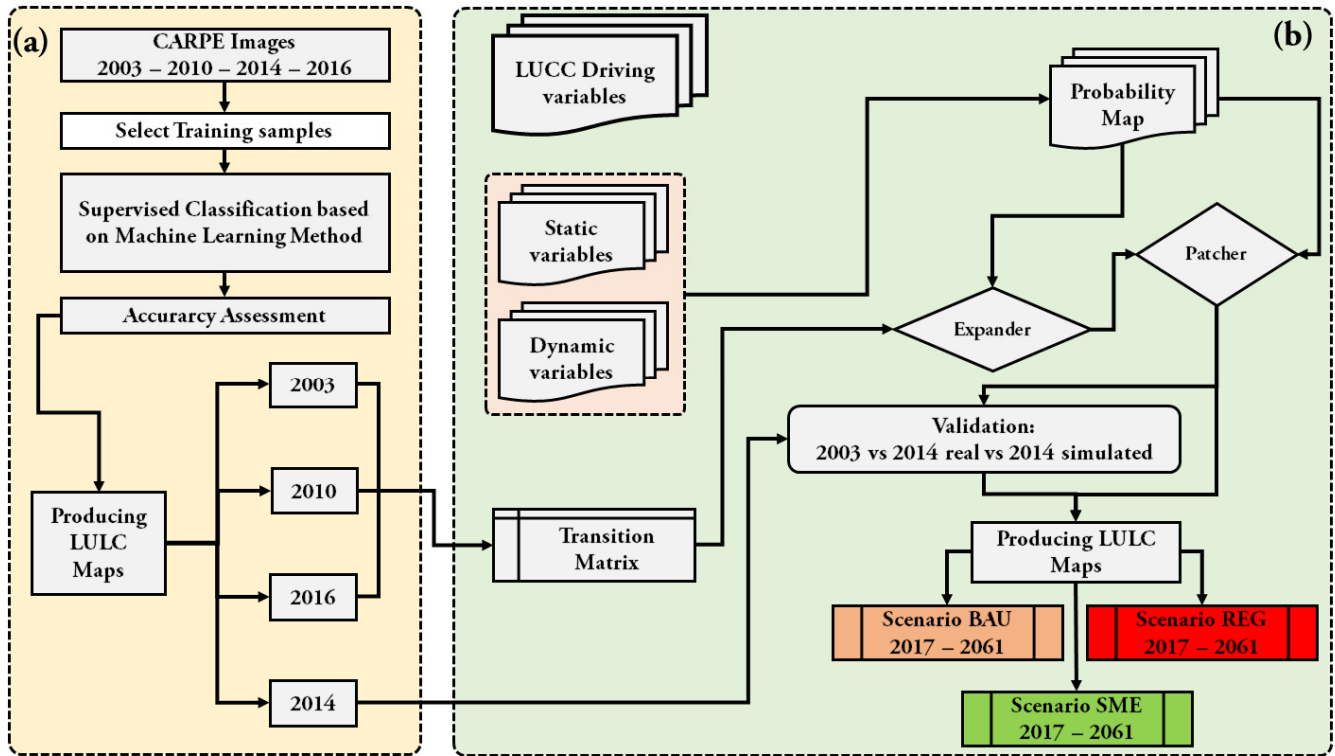 (a)
CARPE Images
2003 – 2010 – 2014 – 2016
Select Training samples
Supervised Classification based
on Machine Learning Method
Accurarcy Assessment
Producing
LULC
Maps
2003
2010
2016
2014
(b)
LUCC Driving
variables
Static
variables
Dynamic
variables
Transition
Matrix
Probability
Map
Patcher
Expander
Validation:
2003 vs 2014 real vs 2014 simulated
Producing LULC
Maps
Scenario BAU
2017 – 2061
Scenario REG
2017 – 2061
Scenario SME
2017 – 2061